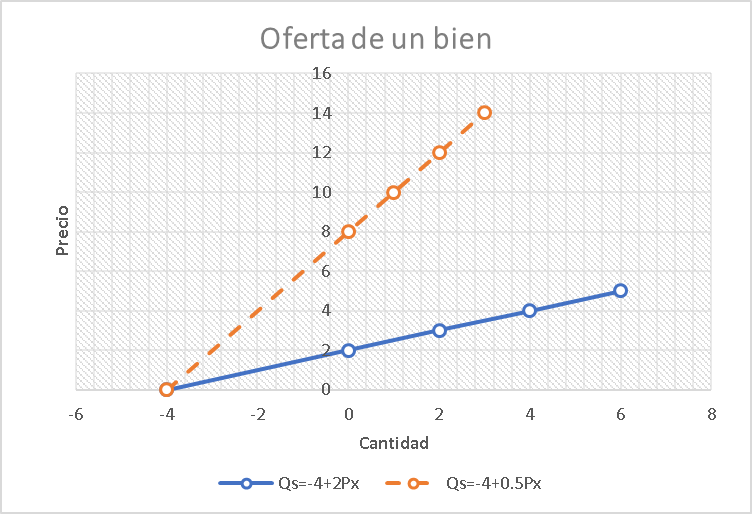 Oferta de un bien
16
14
12
10
8
6
4
2
0
-6 -4 -2 0 2 4 6 8
Precio
Cantidad
Qs=-4+2Px Qs=-4+0.5Px